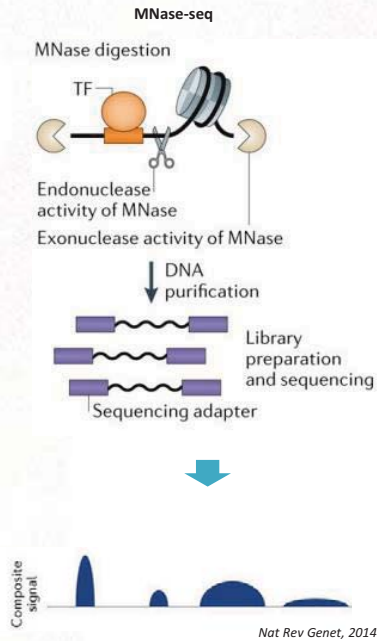 MNase-seq
MNase digestion
TF
Endonuclease
activity of MNase
Exonuclease activity of MNase
DNA
purification
Library
preparation
and sequencing
Sequencing adapter
Composite
signal
Nat Rev Genet, 2014